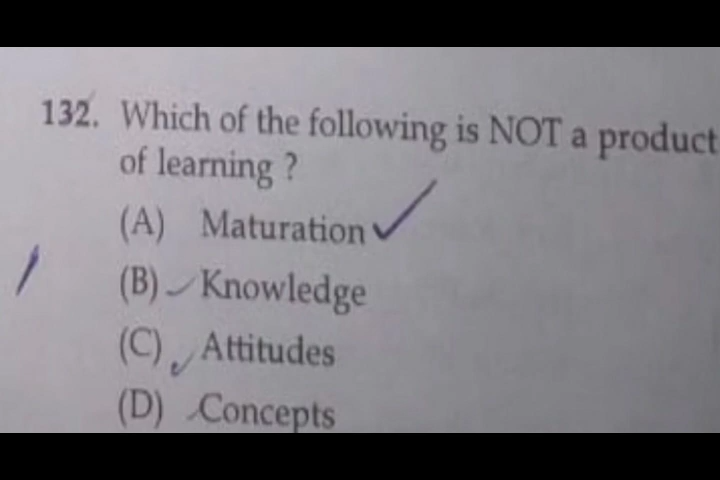 132. Which of the following is NOT a product
of learning ?
(A) Maturation
(B) Knowledge
(C) Attitudes
(D) Concepts